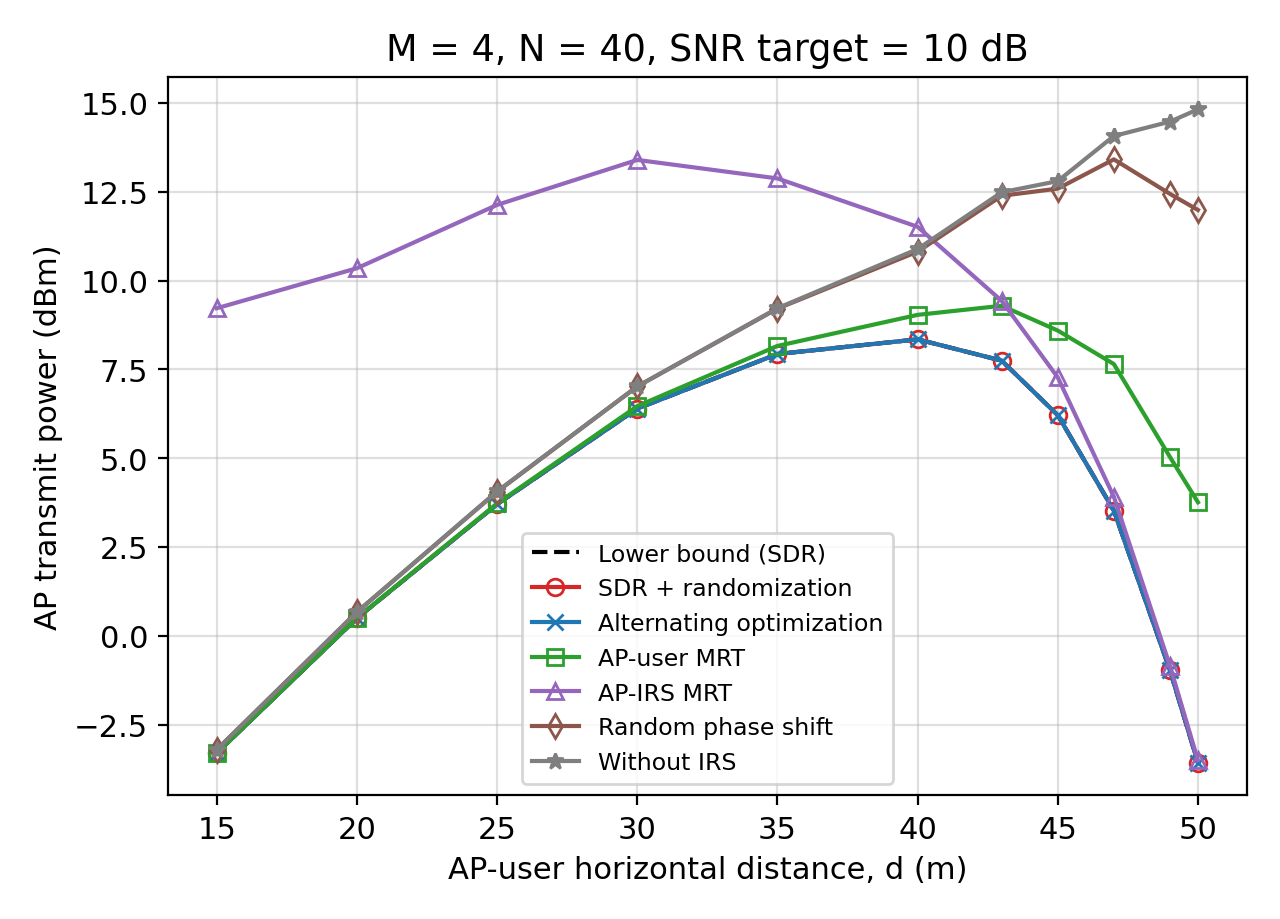 M = 4, N = 40, SNR target = 10 dB
AP transmit power (dBm)
15.0
12.5
10.0
7.5
5.0
2.5
0.0
−2.5
Lower bound (SDR)
SDR + randomization
Alternating optimization
AP-user MRT
AP-IRS MRT
Random phase shift
Without IRS
15 20 25 30 35 40 45 50
AP-user horizontal distance, d (m)